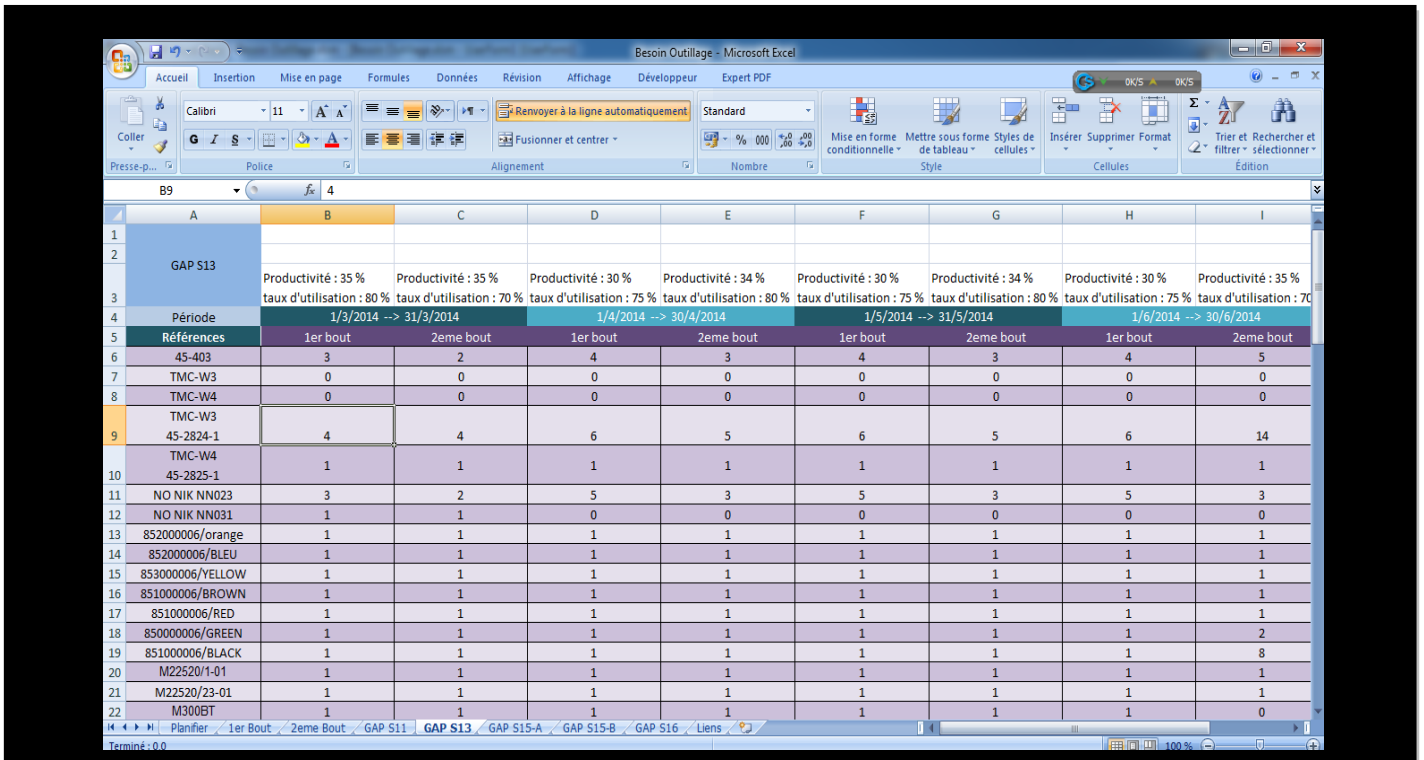 Besoin Outillage - Microsoft Excel
Accueil Insertion Mise en page Formules Données Révision Affichage Développeur Expert PDF
0K/S 0K/S
Coller
Calibri 11 A A
Renvoyer à la ligne automatiquement
Standard
G I S A
Fusionner et centrer
% 000 ,00 ,00
Mise en forme conditionnelle
Mettre sous forme de tableau
Styles de cellules
Insérer Supprimer Format
Σ
Trier et filtrer
Rechercher et sélectionner
Presse-p... Police Alignement Nombre Style Cellules Édition
B9 fx 4
A B C D E F G H I
1
2
GAP S13
Productivité : 35 % Productivité : 35 % Productivité : 30 % Productivité : 34 % Productivité : 30 % Productivité : 34 % Productivité : 30 % Productivité : 35 %
3 taux d'utilisation : 80 % taux d'utilisation : 70 % taux d'utilisation : 75 % taux d'utilisation : 80 % taux d'utilisation : 75 % taux d'utilisation : 80 % taux d'utilisation : 75 % taux d'utilisation : 70
4 Période 1/3/2014 --> 31/3/2014 1/4/2014 --> 30/4/2014 1/5/2014 --> 31/5/2014 1/6/2014 --> 30/6/2014
5 Références 1er bout 2eme bout 1er bout 2eme bout 1er bout 2eme bout 1er bout 2eme bout
6 45-403 3 2 4 3 4 3 4 5
7 TMC-W3 0 0 0 0 0 0 0 0
8 TMC-W4 0 0 0 0 0 0 0 0
TMC-W3
9 45-2824-1 4 4 6 5 6 5 6 14
TMC-W4
10 45-2825-1 1 1 1 1 1 1 1 1
11 NO NIK NN023 3 2 5 3 5 3 5 3
12 NO NIK NN031 1 1 0 0 0 0 0 0
13 852000006/orange 1 1 1 1 1 1 1 1
14 852000006/BLEU 1 1 1 1 1 1 1 1
15 853000006/YELLOW 1 1 1 1 1 1 1 1
16 851000006/BROWN 1 1 1 1 1 1 1 1
17 851000006/RED 1 1 1 1 1 1 1 1
18 850000006/GREEN 1 1 1 1 1 1 1 2
19 851000006/BLACK 1 1 1 1 1 1 1 8
20 M22520/1-01 1 1 1 1 1 1 1 1
21 M22520/23-01 1 1 1 1 1 1 1 1
22 M300BT 1 1 1 1 1 1 1 0
Planifier 1er Bout 2eme Bout GAP S11 GAP S13 GAP S15-A GAP S15-B GAP S16 Liens
Terminé : 0.0 100 %